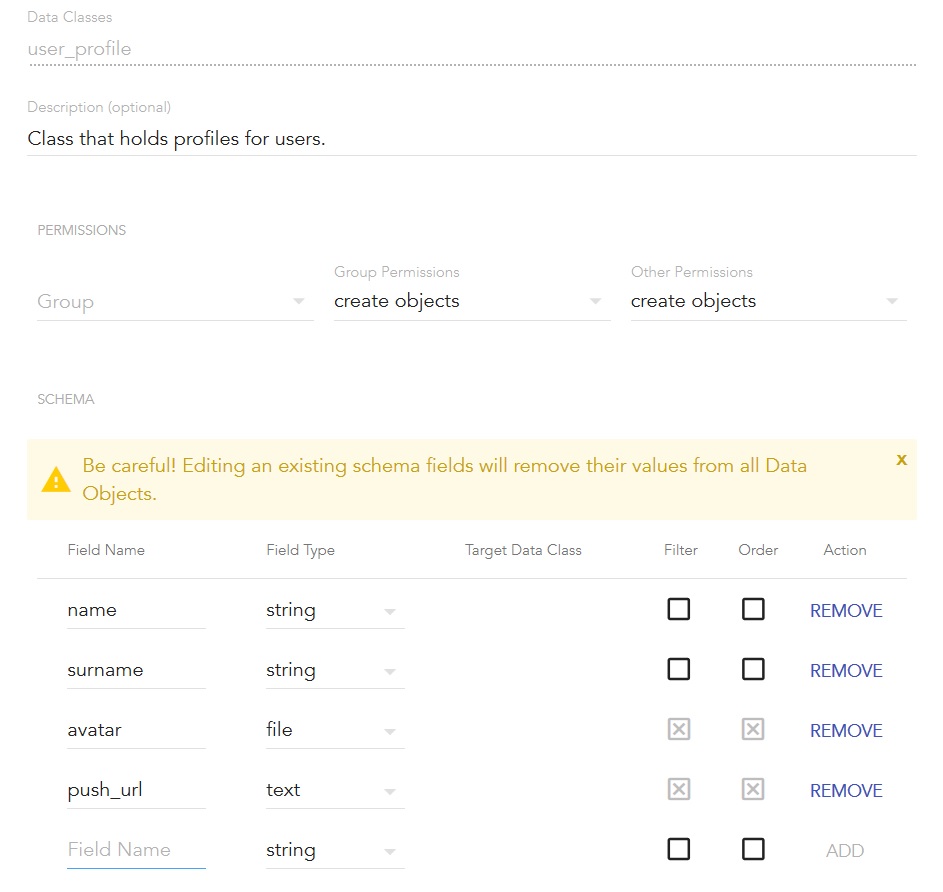 Data Classes
user_profile
Description (optional)
Class that holds profiles for users.
PERMISSIONS
Group Permissions Other Permissions
Group create objects create objects
SCHEMA
Be careful! Editing an existing schema fields will remove their values from all Data x
Objects.
Field Name Field Type Target Data Class Filter Order Action
name string REMOVE
surname string REMOVE
avatar file REMOVE
push_url text REMOVE
Field Name string ADD